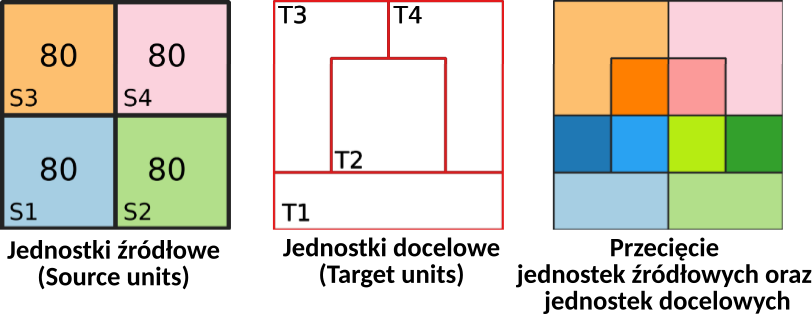 80
80
S3
S4
80
80
S1
S2
Jednostki źródłowe
(Source units)
T3
T4
T2
T1
Jednostki docelowe
(Target units)
Przecięcie
jednostek źródłowych oraz
jednostek docelowych